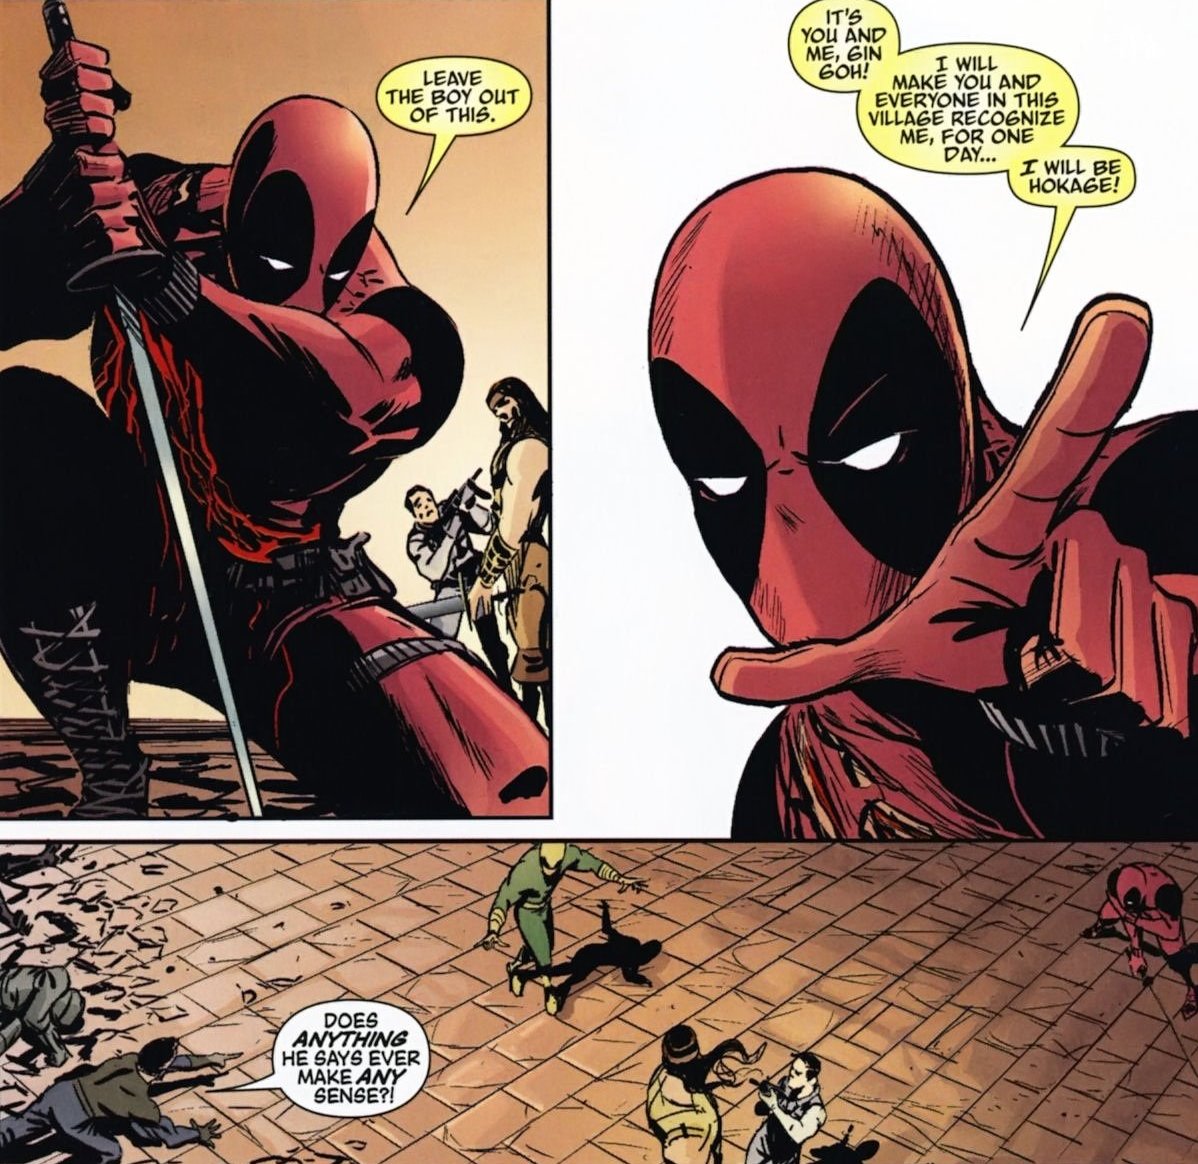 LEAVE
THE BOY OUT
OF THIS.
IT'S
YOU AND
ME, GIN
GOH!
I WILL
MAKE YOU AND
EVERYONE IN THIS
VILLAGE RECOGNIZE
ME, FOR ONE
DAY...
I WILL BE
HOKAGE!
DOES
ANYTHING
HE SAYS EVER
MAKE ANY
SENSE?!